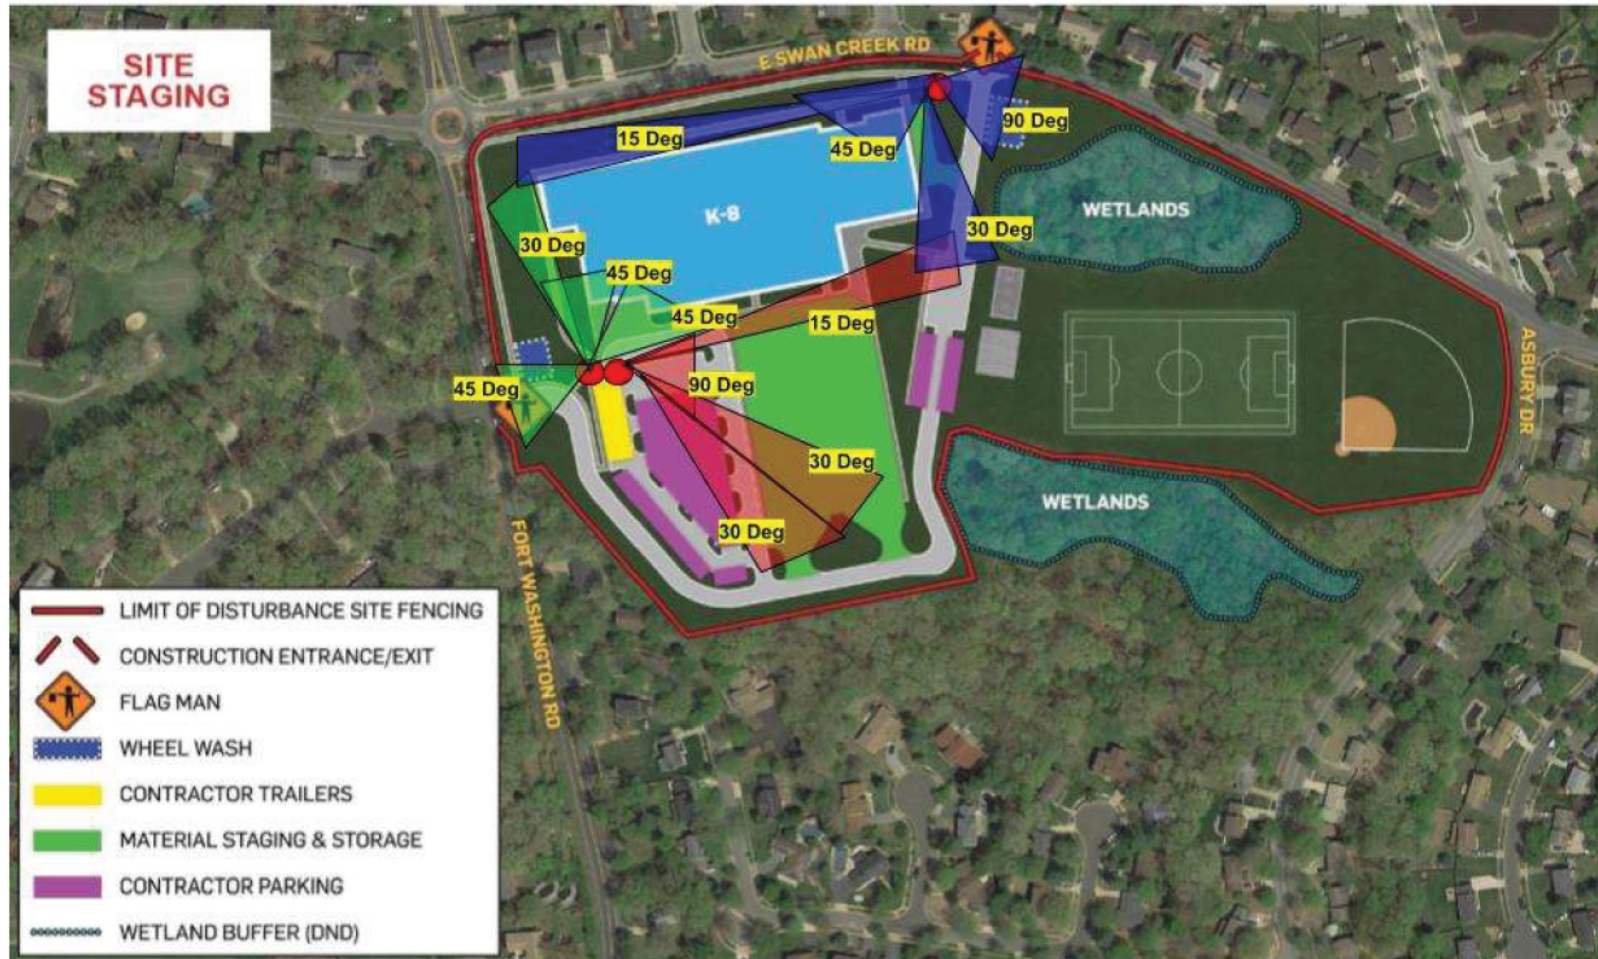 SITE
STAGING
E SWAN CREEK RD
15 Deg
45 Deg
90 Deg
K-8
WETLANDS
30 Deg
30 Deg
45 Deg
45 Deg
15 Deg
45 Deg
90 Deg
30 Deg
WETLANDS
30 Deg
ASBURY DR
FORT WASHINGTON RD
LIMIT OF DISTURBANCE SITE FENCING
CONSTRUCTION ENTRANCE/EXIT
FLAG MAN
WHEEL WASH
CONTRACTOR TRAILERS
MATERIAL STAGING & STORAGE
CONTRACTOR PARKING
WETLAND BUFFER (DND)